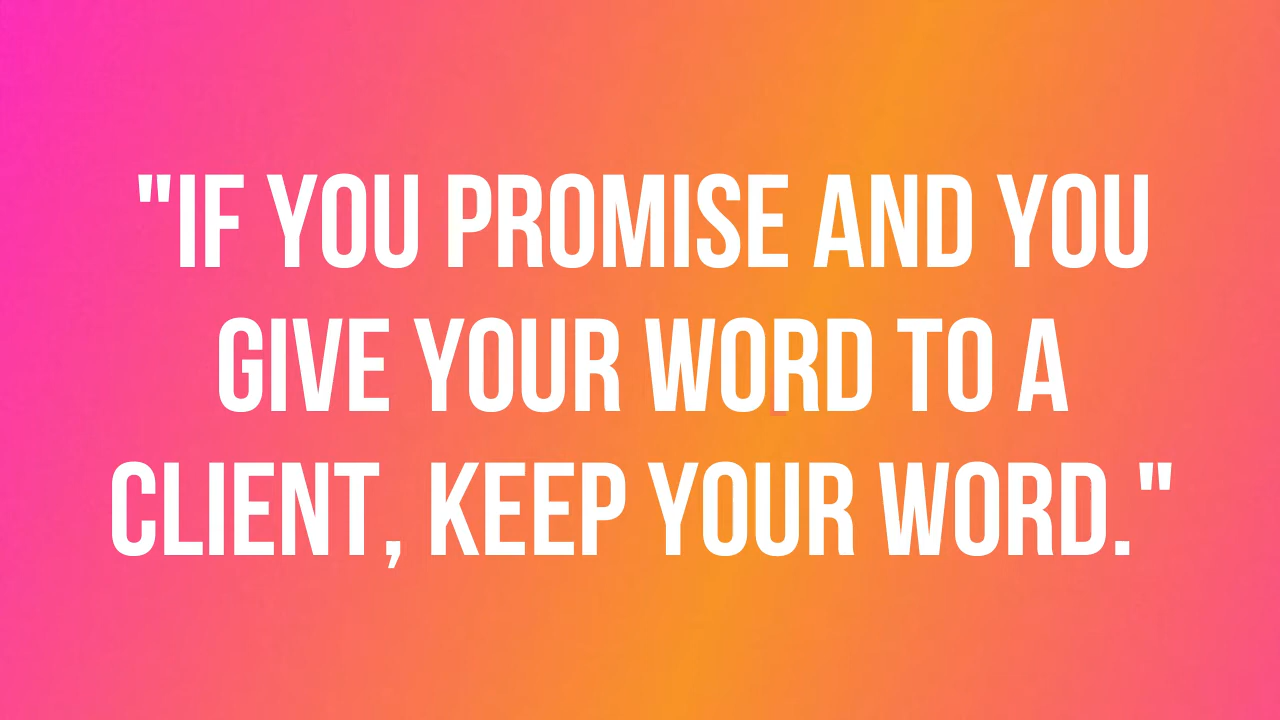 "IF YOU PROMISE AND YOU
GIVE YOUR WORD TO A
CLIENT, KEEP YOUR WORD."